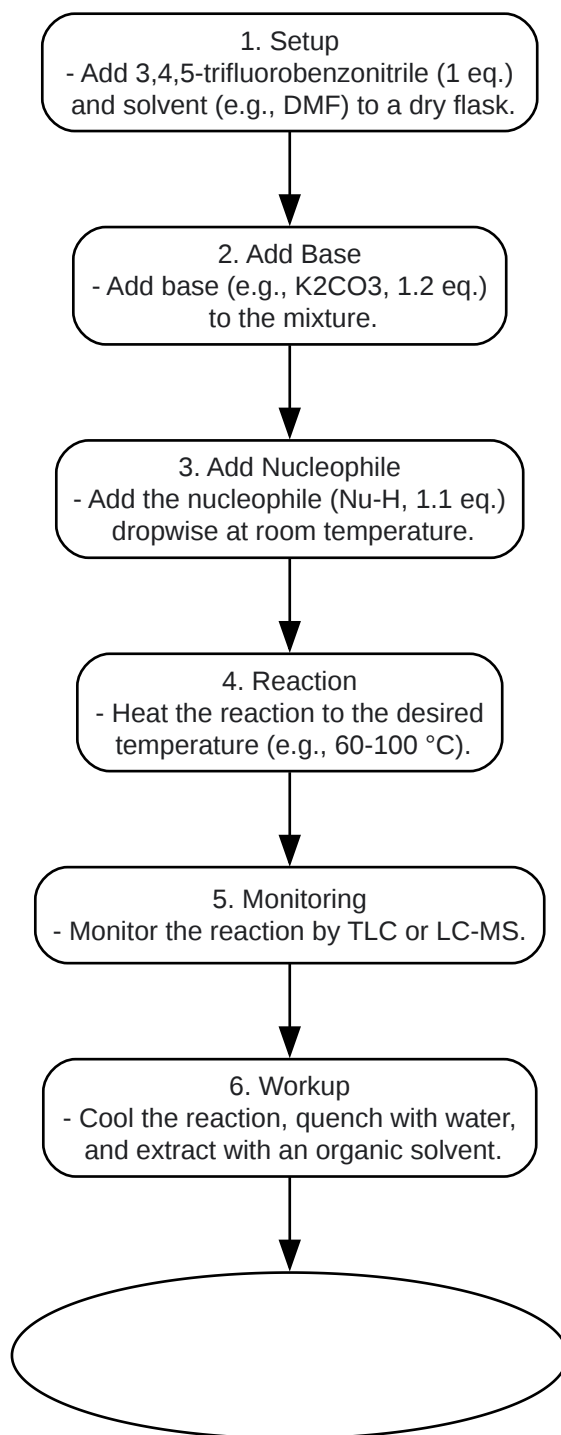 1. Setup
- Add 3,4,5-trifluorobenzonitrile (1 eq.)
and solvent (e.g., DMF) to a dry flask.
2. Add Base
- Add base (e.g., K2CO3, 1.2 eq.)
to the mixture.
3. Add Nucleophile
- Add the nucleophile (Nu-H, 1.1 eq.)
dropwise at room temperature.
4. Reaction
- Heat the reaction to the desired
temperature (e.g., 60-100 °C).
5. Monitoring
- Monitor the reaction by TLC or LC-MS.
6. Workup
- Cool the reaction, quench with water,
and extract with an organic solvent.